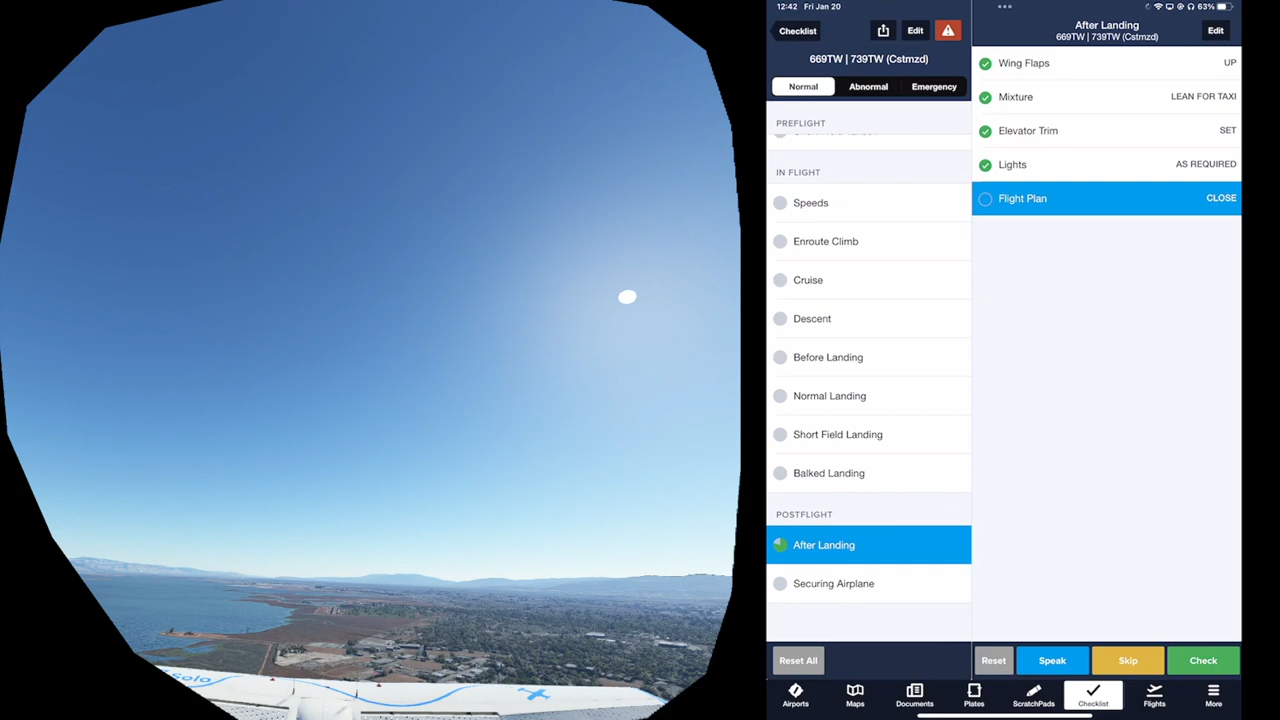 12:42 Fri Jan 20
63%
Checklist
Edit
669TW | 739TW (Cstmzd)
Normal
Abnormal
Emergency
PREFLIGHT
IN FLIGHT
Speeds
Enroute Climb
Cruise
Descent
Before Landing
Normal Landing
Short Field Landing
Balked Landing
POSTFLIGHT
After Landing
Securing Airplane
Reset All
After Landing
669TW | 739TW (Cstmzd)
Edit
Wing Flaps UP
Mixture LEAN FOR TAXI
Elevator Trim SET
Lights AS REQUIRED
Flight Plan CLOSE
Reset
Speak
Skip
Check
Airports
Maps
Documents
Plates
ScratchPads
Checklist
Flights
More
solo